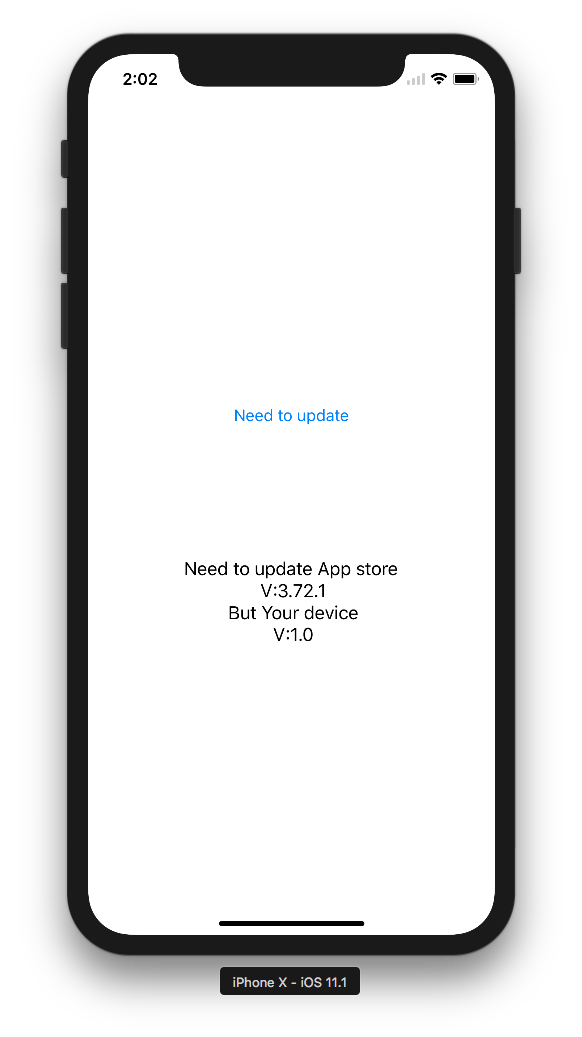 2:02
Need to update
Need to update App store
V:3.72.1
But Your device
V:1.0
iPhone X - iOS 11.1